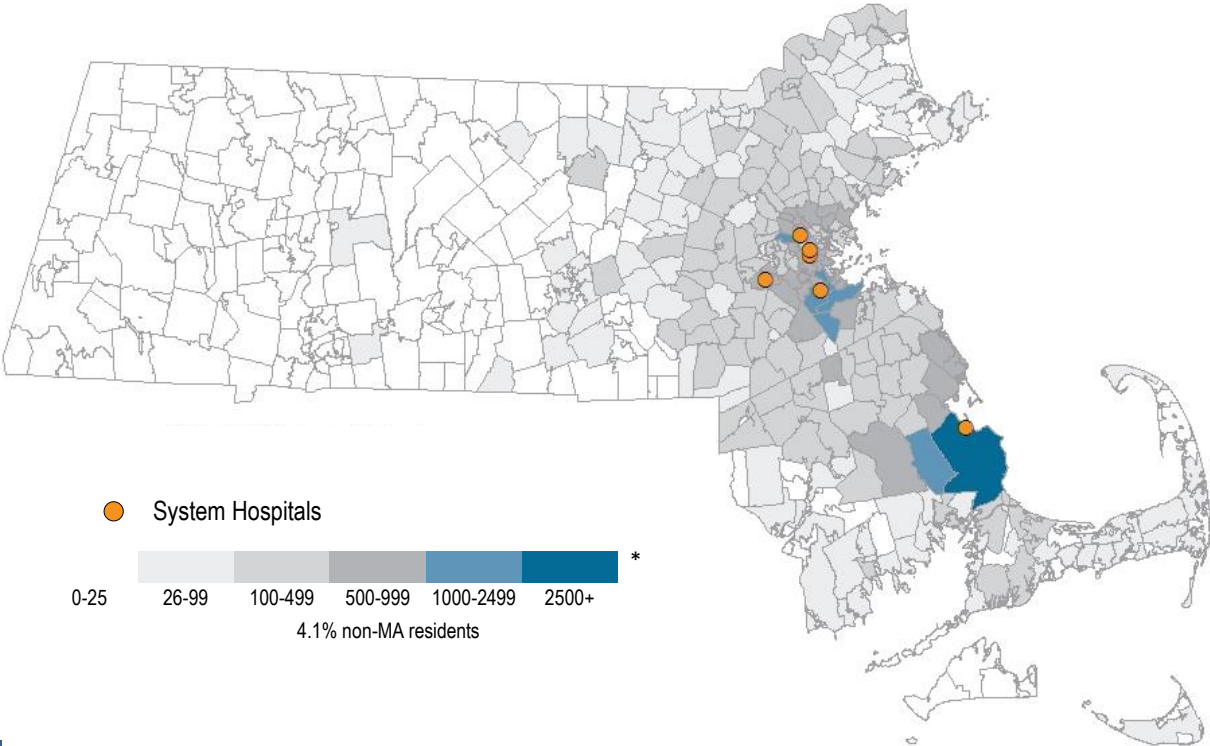 System Hospitals
*
0-25 26-99 100-499 500-999 1000-2499 2500+
4.1% non-MA residents